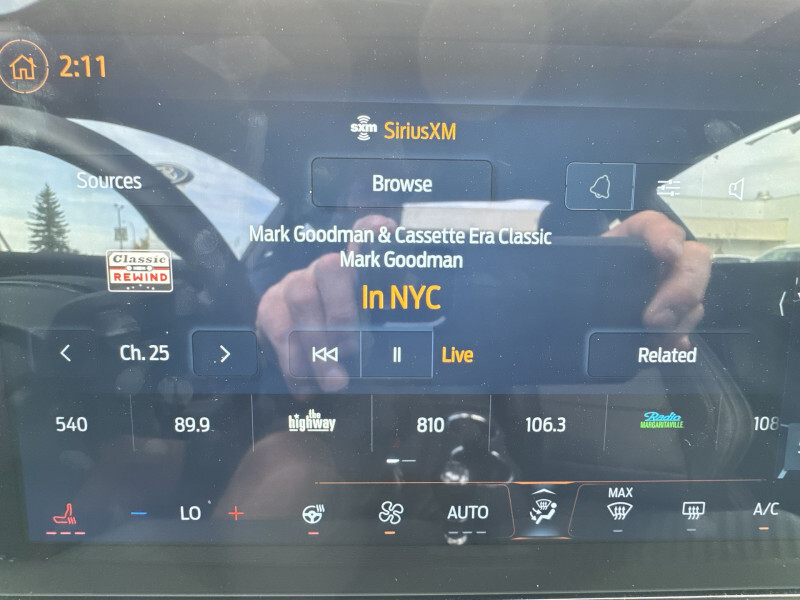 2:11
sxm SiriusXM
Sources
Browse
Mark Goodman & Cassette Era Classic
Mark Goodman
Classic
REWIND
In NYC
Ch. 25
Live
Related
540
89.9
the highway
810
106.3
Radio
MARGARITAVILLE
108
LO
AUTO
MAX
A/C